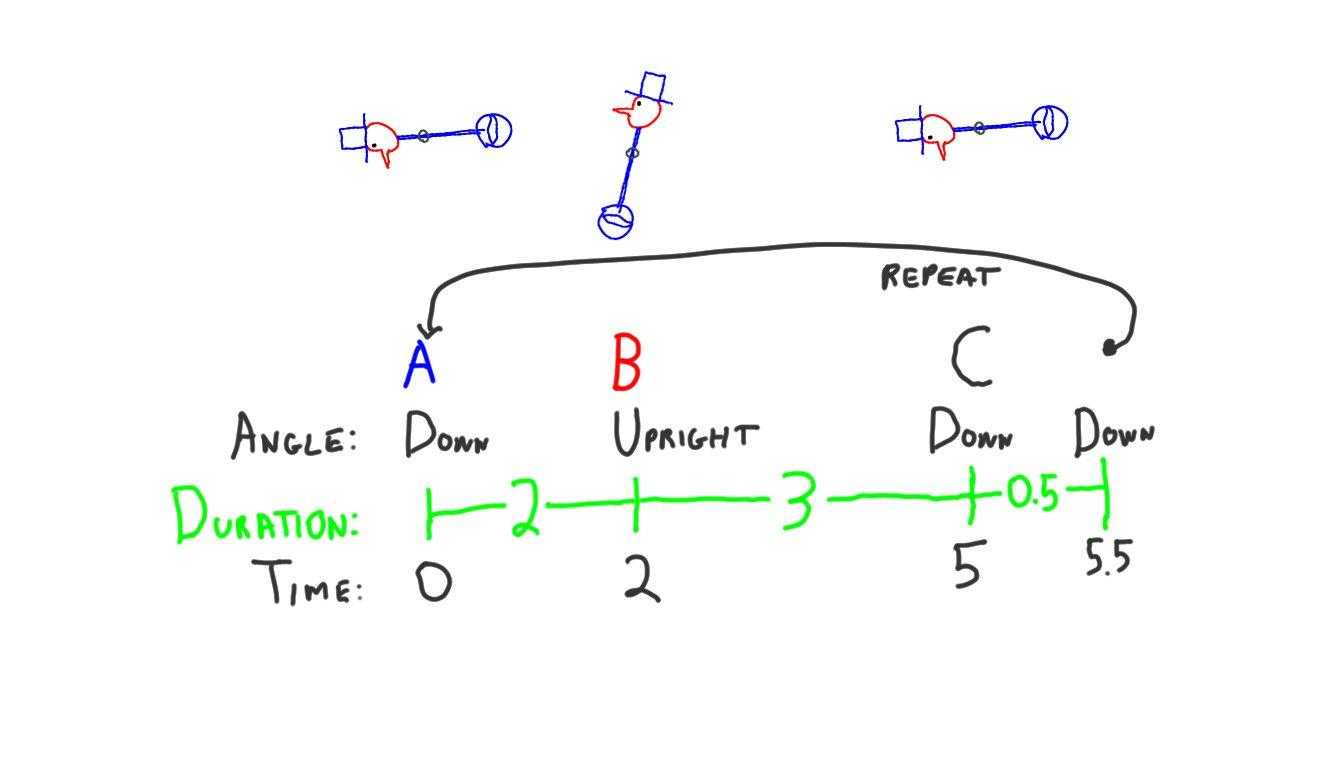 REPEAT
A B C
ANGLE: DOWN UPRIGHT DOWN DOWN
DURATION: 2 3 0.5
TIME: 0 2 5 5.5